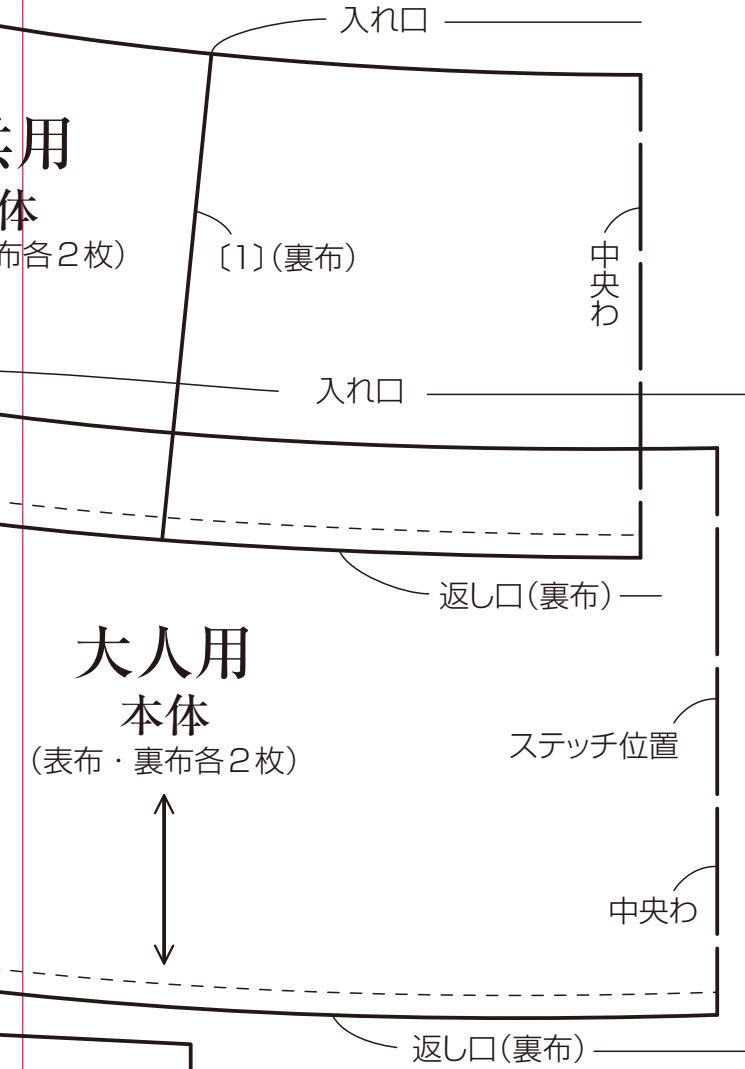 入れ口
供用
体
布各2枚)
〔1〕(裏布)
中央わ
入れ口
返し口(裏布)
大人用
本体
(表布・裏布各2枚)
ステッチ位置
中央わ
返し口(裏布)